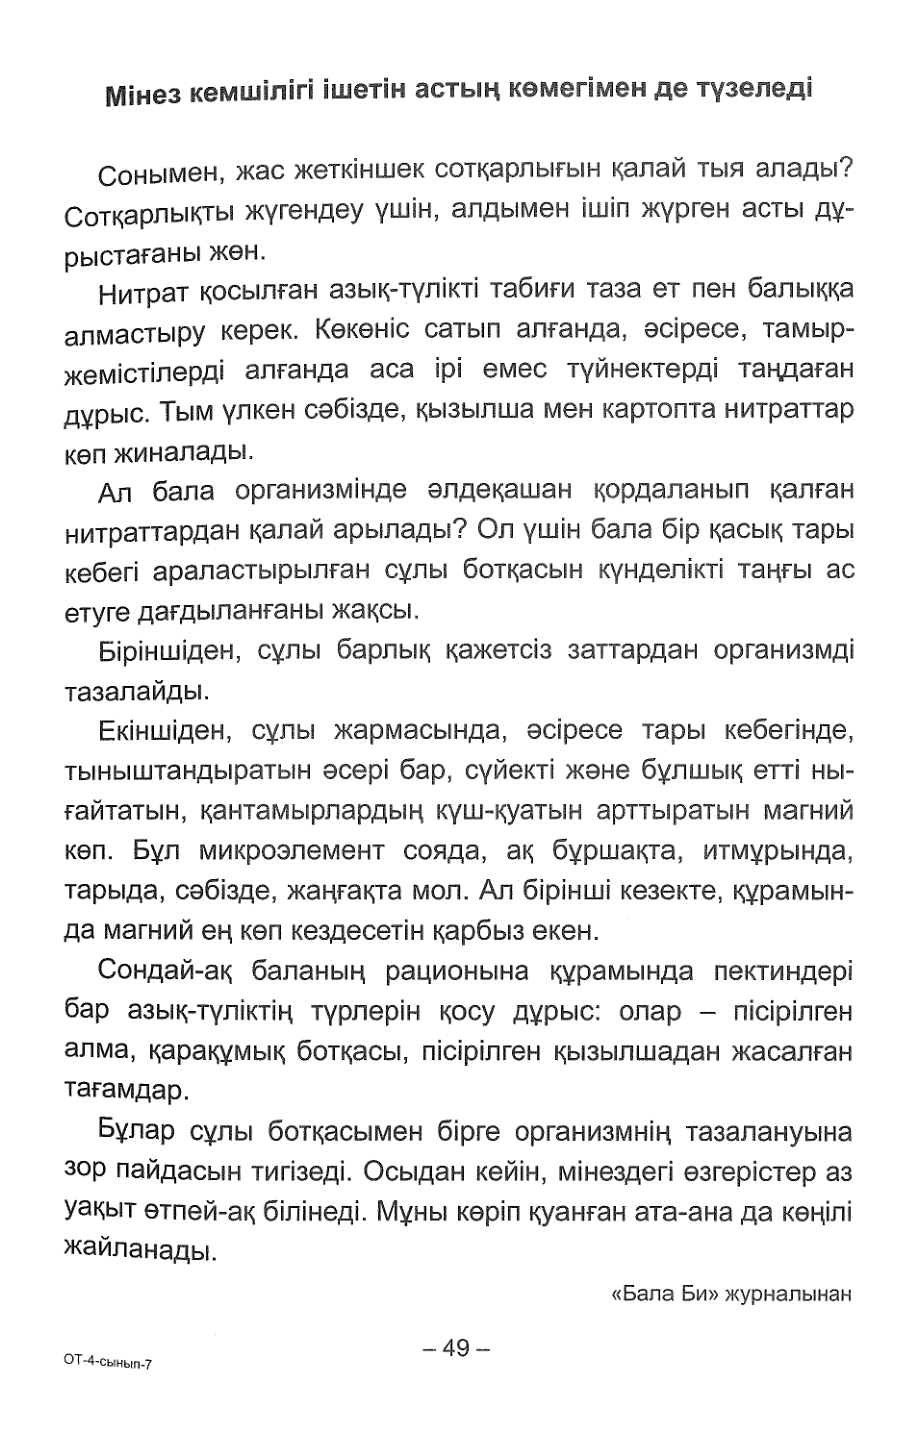 Мінез кемшілігі ішетін астың көмегімен де түзеледі
Сонымен, жас жеткіншек сотқарлығын қалай тыя алады?
Сотқарлықты жүгендеу үшін, алдымен ішіп жүрген асты дұ-
рыстағаны жөн.
Нитрат қосылған азық-түлікті табиғи таза ет пен балыққа
алмастыру керек. Көкөніс сатып алғанда, әсіресе, тамыр-
жемістілерді алғанда аса ірі емес түйнектерді таңдаған
дұрыс. Тым үлкен сәбізде, қызылша мен картопта нитраттар
көп жиналады.
Ал бала организмінде әлдеқашан қордаланып қалған
нитраттардан қалай арылады? Ол үшін бала бір қасық тары
кебегі араластырылған сұлы ботқасын күнделікті таңғы ас
етуге дағдыланғаны жақсы.
Біріншіден, сұлы барлық қажетсіз заттардан организмді
тазалайды.
Екіншіден, сұлы жармасында, әсіресе тары кебегінде,
тыныштандыратын әсері бар, сүйекті және бұлшық етті ны-
ғайтатын, қантамырлардың күш-қуатын арттыратын магний
көп. Бұл микроэлемент сояда, ақ бұршақта, итмұрында,
тарыда, сәбізде, жаңғақта мол. Ал бірінші кезекте, құрамын-
да магний ең көп кездесетін қарбыз екен.
Сондай-ақ баланың рационына құрамында пектиндері
бар азық-түліктің түрлерін қосу дұрыс: олар – пісірілген
алма, қарақұмық ботқасы, пісірілген қызылшадан жасалған
тағамдар.
Бұлар сұлы ботқасымен бірге организмнің тазалануына
зор пайдасын тигізеді. Осыдан кейін, мінездегі өзгерістер аз
уақыт өтпей-ақ білінеді. Мұны көріп қуанған ата-ана да көңілі
жайланады.
«Бала Би» журналынан
– 49 –
ОТ-4-сынып-7